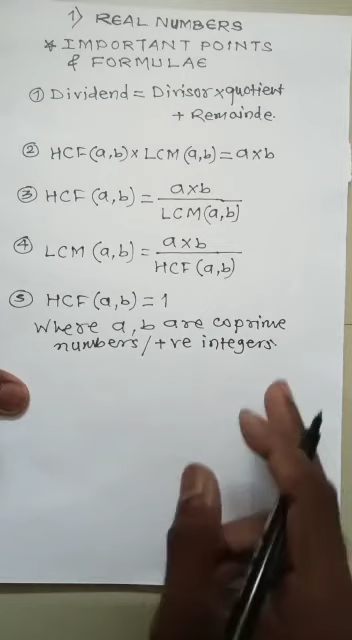 1) REAL NUMBERS
* IMPORTANT POINTS
& FORMULAE
① Dividend = Divisor x quotient
+ Remainde.
② HCF(a,b) x LCM(a,b) = a x b
③ HCF (a,b) = a x b / LCM(a,b)
④ LCM (a,b) = a x b / HCF (a,b)
⑤ HCF(a,b) = 1
Where a, b are coprime
numbers/+ve integers.